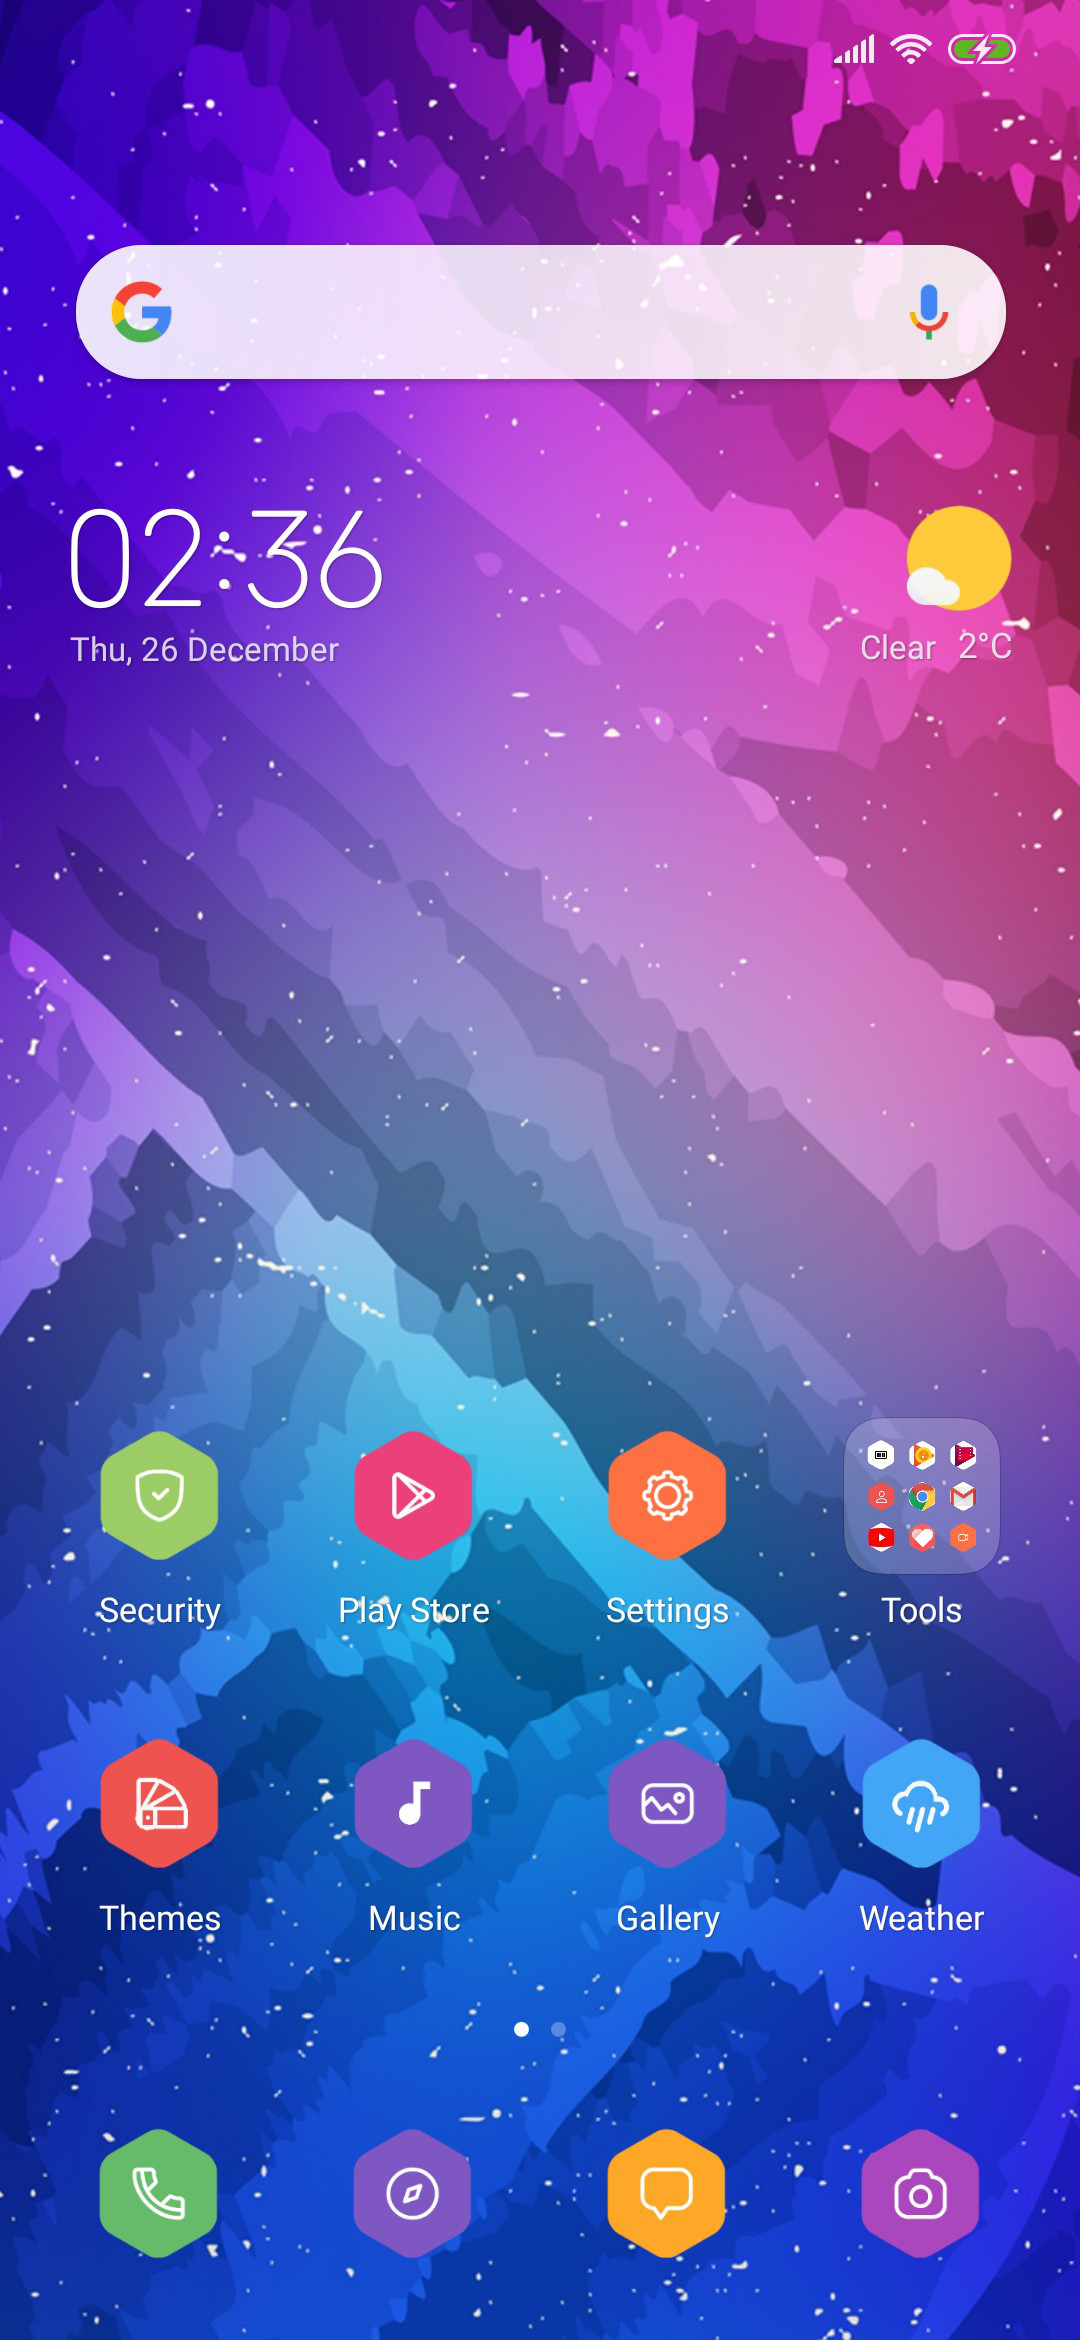 02:36
Thu, 26 December
Clear 2°C
Security
Play Store
Settings
Tools
Themes
Music
Gallery
Weather